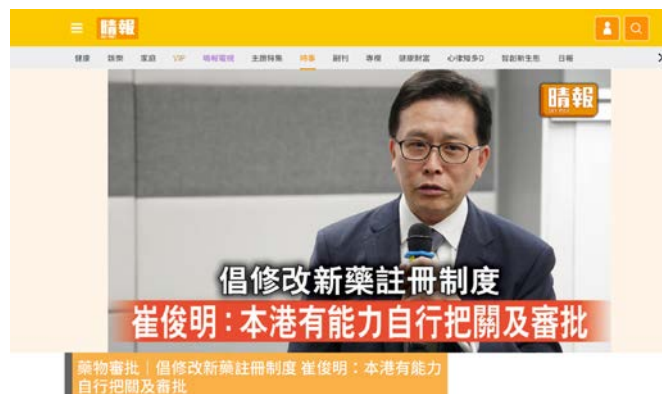 晴報
健康 娛樂 家庭 VIP 晴報電視 主題特集 時事 副刊 專欄 健康財富 心律知多D 智創新生態 日報
晴報
倡修改新藥註冊制度
崔俊明：本港有能力自行把關及審批
藥物審批｜倡修改新藥註冊制度 崔俊明：本港有能力
自行把關及審批